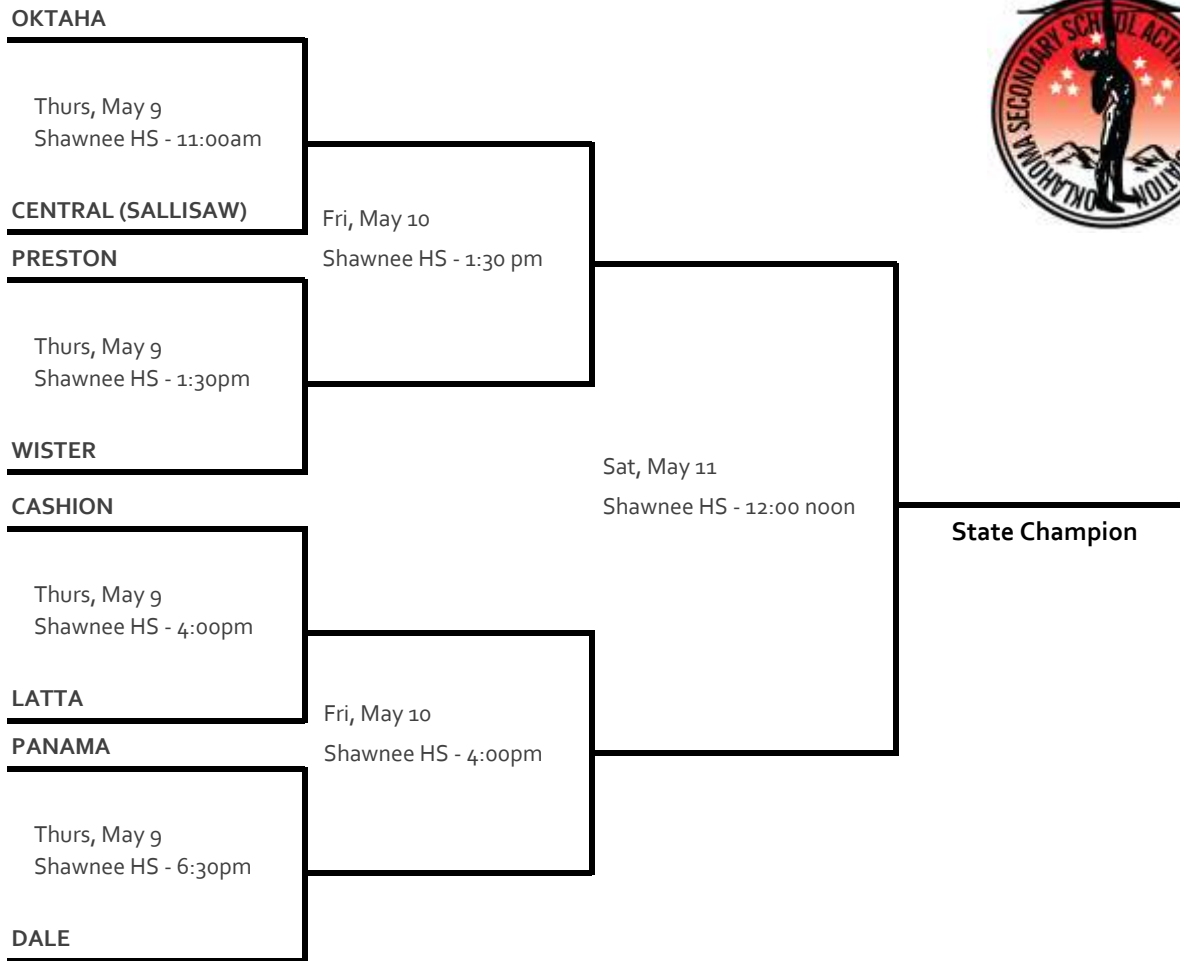 OKTAHA
Thurs, May 9
Shawnee HS - 11:00am
CENTRAL (SALLISAW)
Fri, May 10
Shawnee HS - 1:30 pm
PRESTON
Thurs, May 9
Shawnee HS - 1:30pm
WISTER
Sat, May 11
Shawnee HS - 12:00 noon
State Champion
CASHION
Thurs, May 9
Shawnee HS - 4:00pm
LATTA
Fri, May 10
Shawnee HS - 4:00pm
PANAMA
Thurs, May 9
Shawnee HS - 6:30pm
DALE
OKLAHOMA SECONDARY SCHOOL